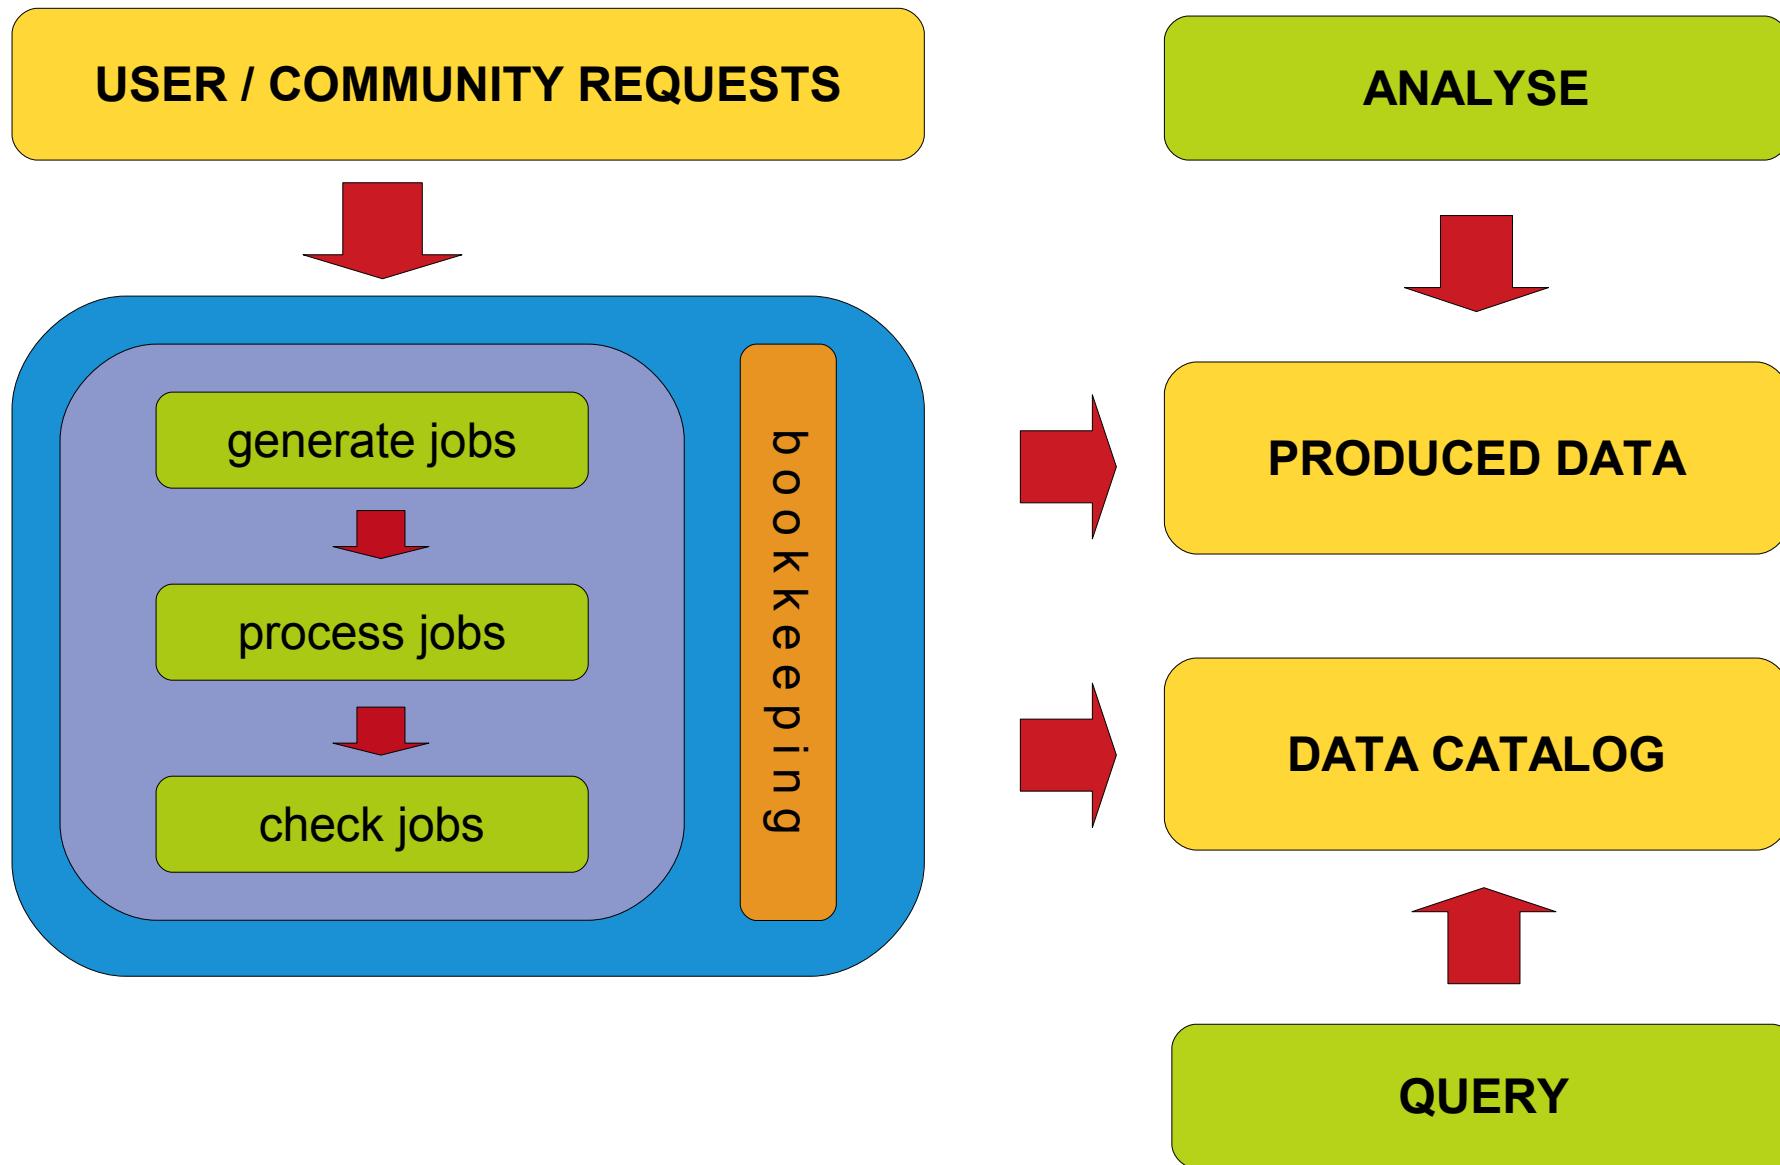 USER / COMMUNITY REQUESTS
generate jobs
process jobs
check jobs
bookkeeping
ANALYSE
PRODUCED DATA
DATA CATALOG
QUERY